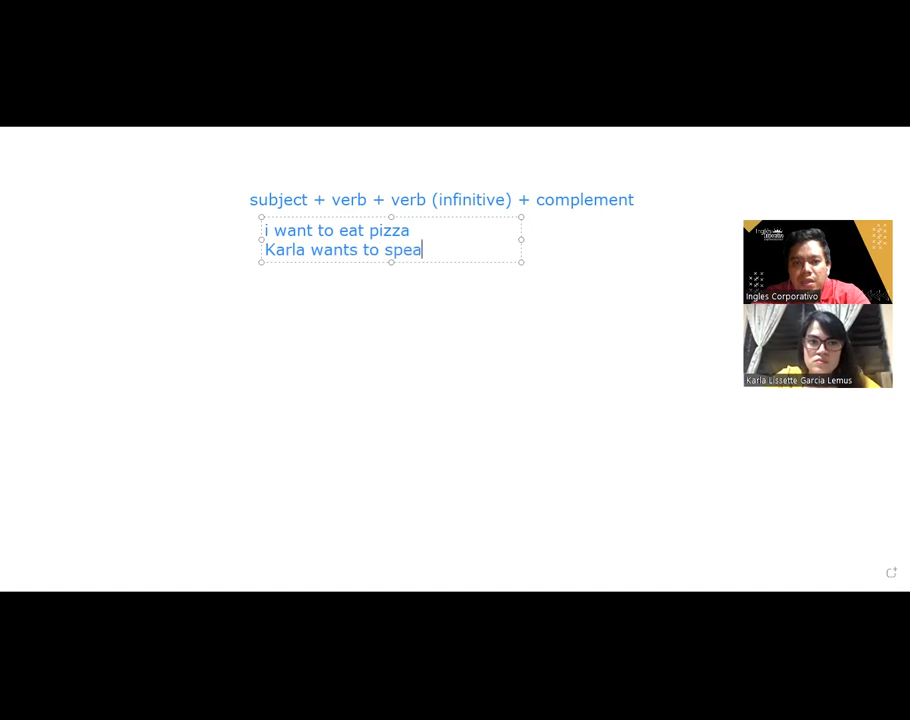 subject + verb + verb (infinitive) + complement
i want to eat pizza
Karla wants to spea
Ingles Corporativo
Karla Lissette Garcia Lemus